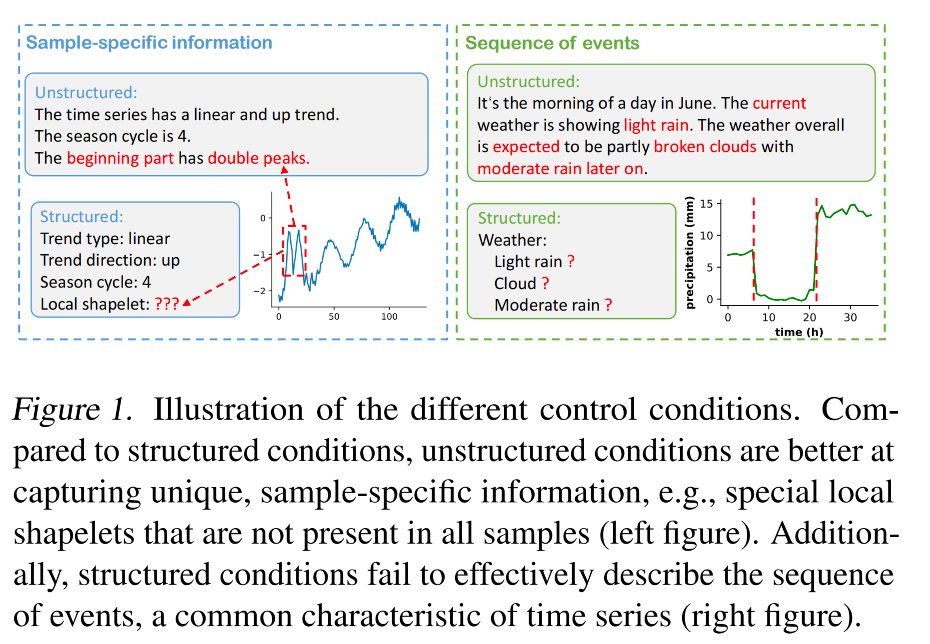 Sample-specific information
Unstructured:
The time series has a linear and up trend.
The season cycle is 4.
The beginning part has double peaks.
Structured:
Trend type: linear
Trend direction: up
Season cycle: 4
Local shapelet: ???
0
−1
−2
0
50
100
Sequence of events
Unstructured:
It's the morning of a day in June. The current
weather is showing light rain. The weather overall
is expected to be partly broken clouds with
moderate rain later on.
Structured:
Weather:
Light rain ?
Cloud ?
Moderate rain ?
precipitation (mm)
15
10
5
0
0
10
20
30
time (h)
Figure 1. Illustration of the different control conditions. Com-
pared to structured conditions, unstructured conditions are better at
capturing unique, sample-specific information, e.g., special local
shapelets that are not present in all samples (left figure). Addition-
ally, structured conditions fail to effectively describe the sequence
of events, a common characteristic of time series (right figure).